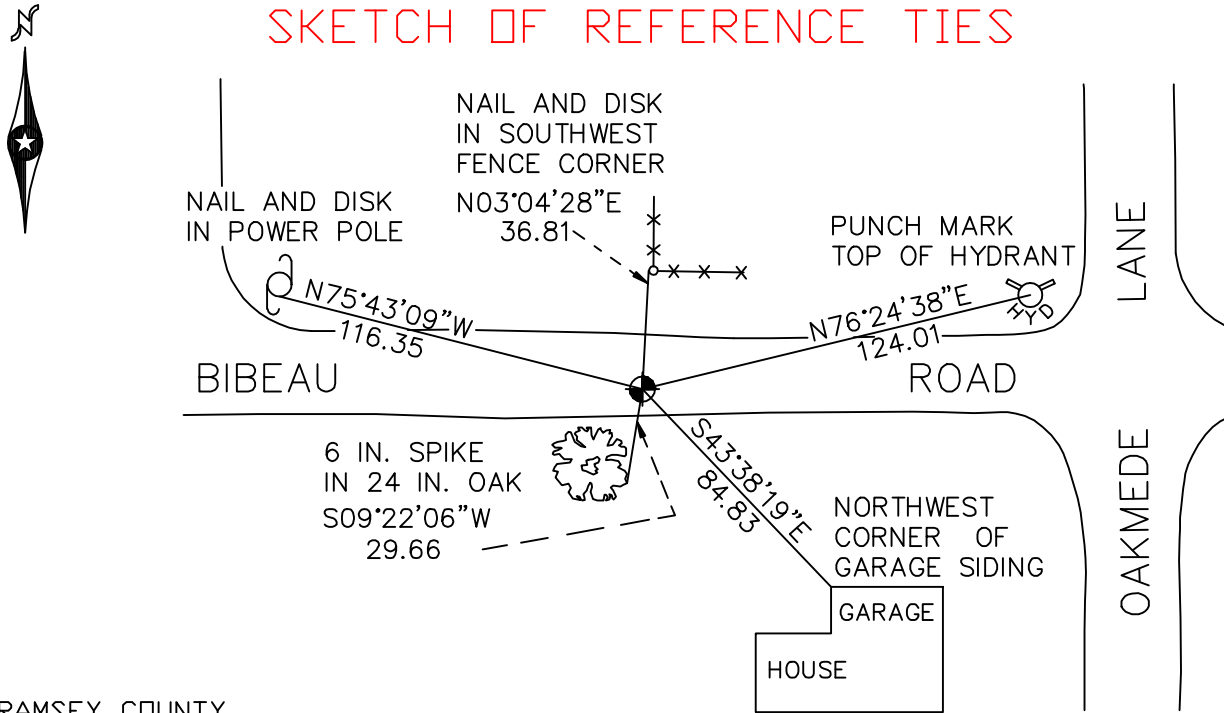 N
SKETCH OF REFERENCE TIES
NAIL AND DISK
IN SOUTHWEST
FENCE CORNER
N03°04'28"E
36.81
NAIL AND DISK
IN POWER POLE
PUNCH MARK
TOP OF HYDRANT
N75°43'09"W
116.35
N76°24'38"E
124.01
HYD
LANE
BIBEAU
ROAD
6 IN. SPIKE
IN 24 IN. OAK
S09°22'06"W
29.66
S43°38'19"E
84.83
NORTHWEST
CORNER OF
GARAGE SIDING
OAKMEDE
GARAGE
HOUSE
RAMSEY COUNTY